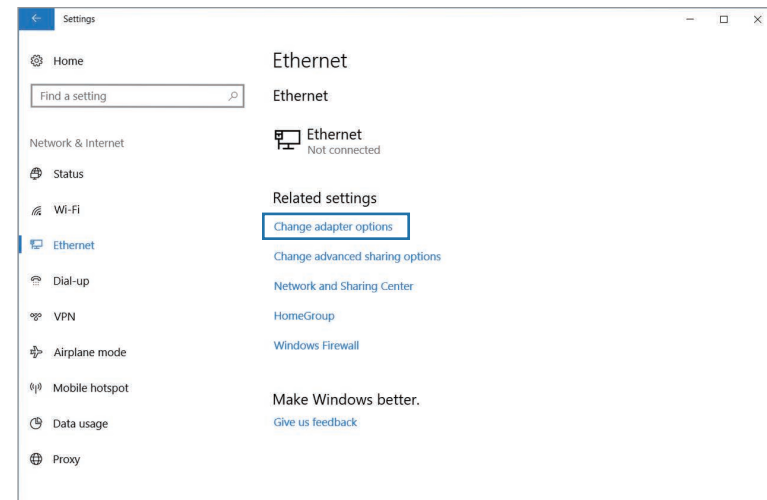 Settings
Home
Find a setting
Network & Internet
Status
Wi-Fi
Ethernet
Dial-up
VPN
Airplane mode
Mobile hotspot
Data usage
Proxy
Ethernet
Ethernet
Ethernet
Not connected
Related settings
Change adapter options
Change advanced sharing options
Network and Sharing Center
HomeGroup
Windows Firewall
Make Windows better.
Give us feedback